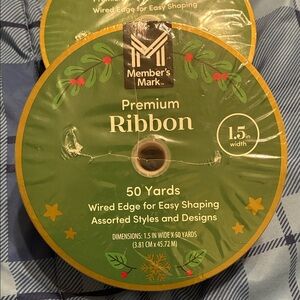 Wired Edge for Easy Shaping
Member's
Mark™
Premium
Ribbon
1.5 in
width
50 Yards
Wired Edge for Easy Shaping
Assorted Styles and Designs
DIMENSIONS: 1.5 IN WIDE X 50 YARDS
(3.81 CM x 45.72 M)